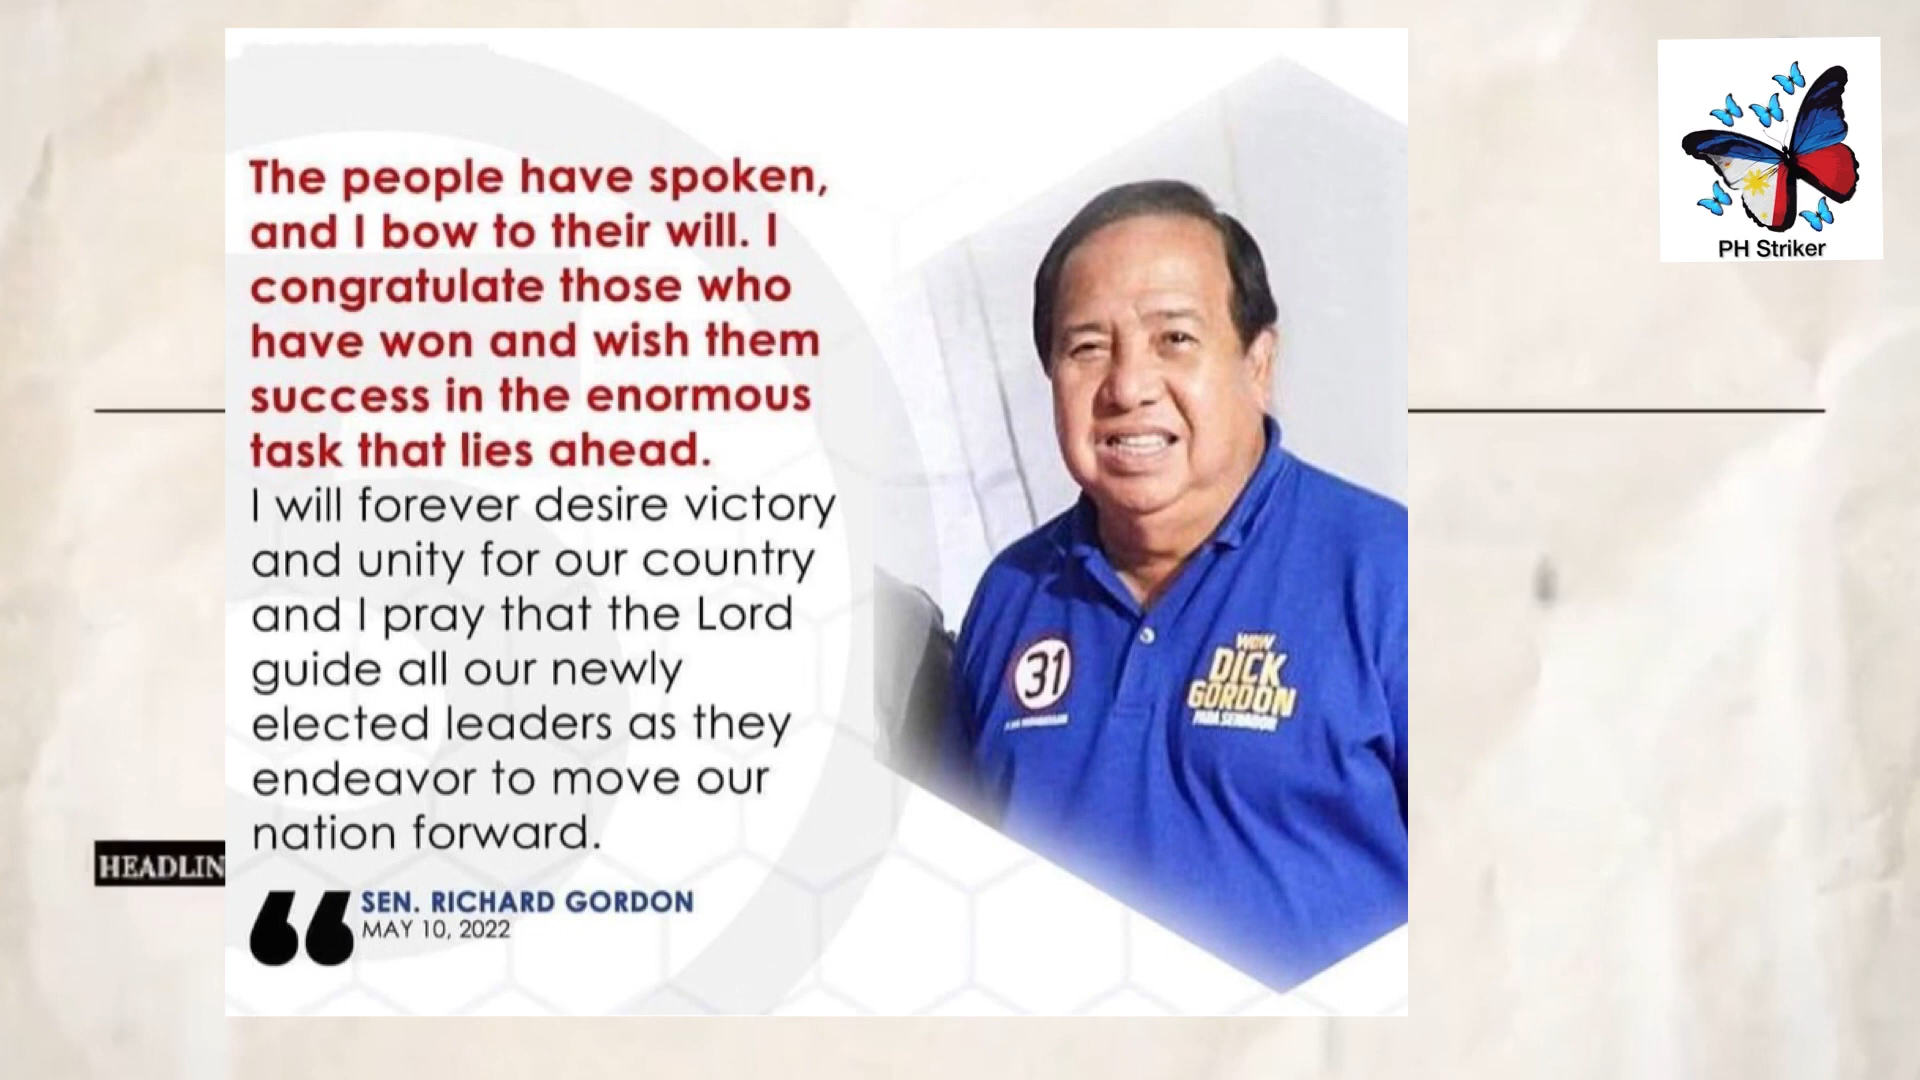 The people have spoken,
and I bow to their will. I
congratulate those who
have won and wish them
success in the enormous
task that lies ahead.
I will forever desire victory
and unity for our country
and I pray that the Lord
guide all our newly
elected leaders as they
endeavor to move our
nation forward.
SEN. RICHARD GORDON
MAY 10, 2022
HEADLIN
31
WOW
DICK
GORDON
PARA SENADOR
PH Striker